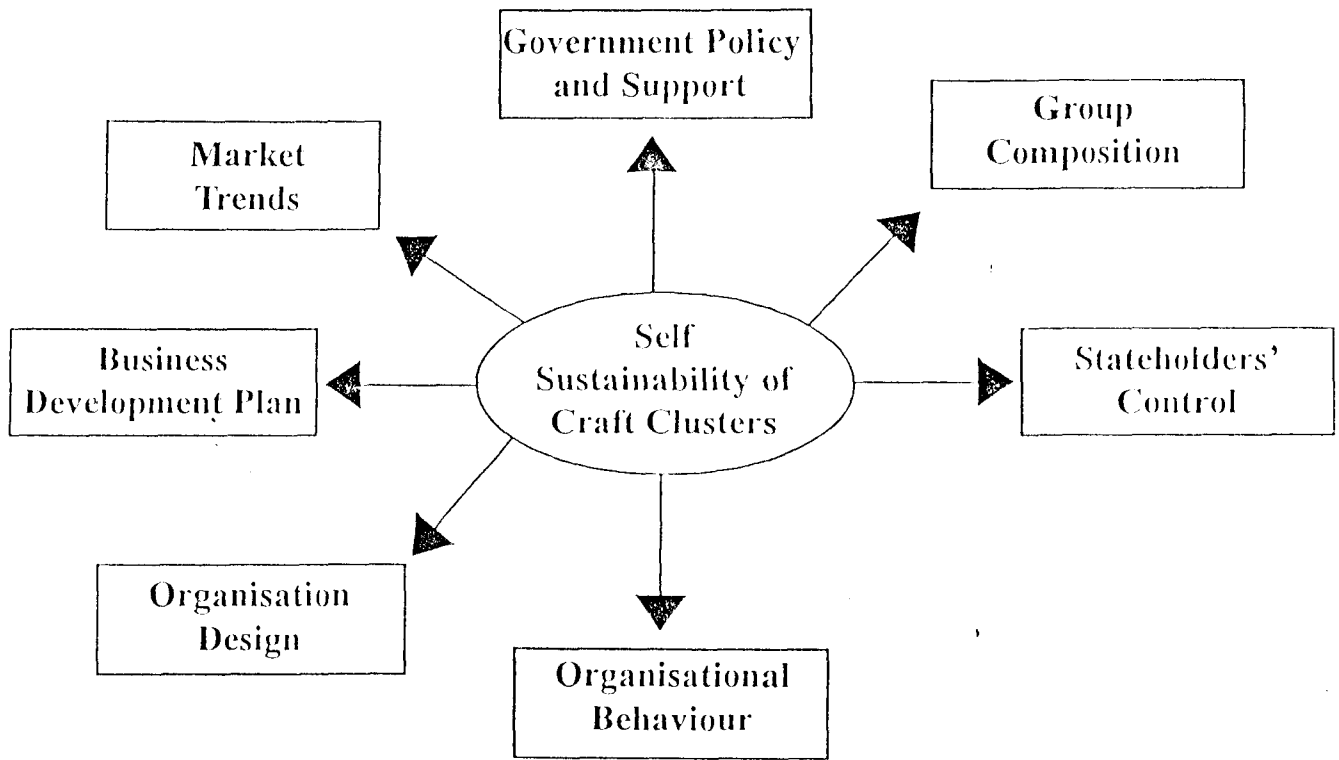 Government Policy
and Support
Group
Composition
Market
Trends
Self
Sustainability of
Craft Clusters
Stateholders'
Control
Business
Development Plan
Organisation
Design
Organisational
Behaviour